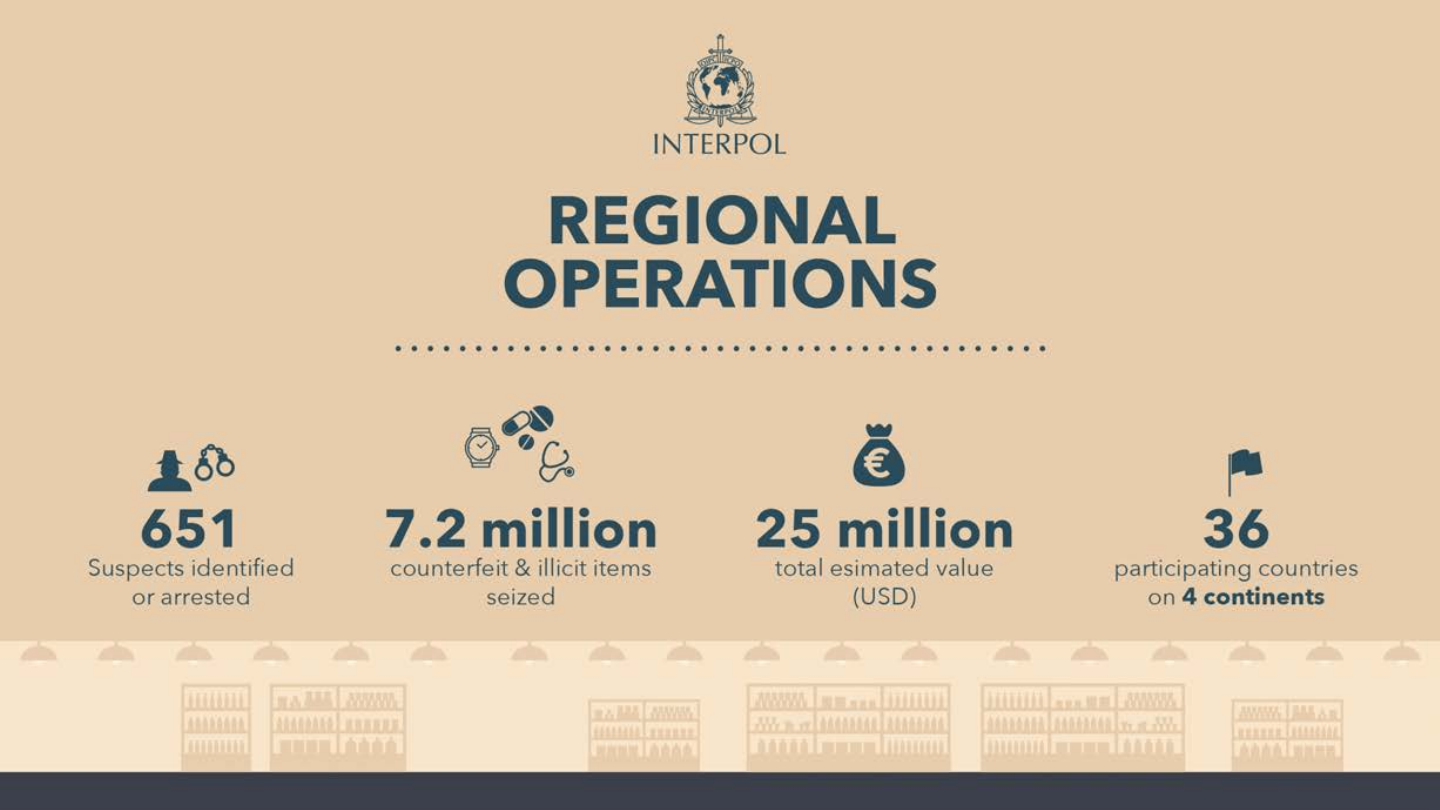 INTERPOL
REGIONAL
OPERATIONS
651
Suspects identified
or arrested
7.2 million
counterfeit & illicit items
seized
€
25 million
total esimated value
(USD)
36
participating countries
on 4 continents